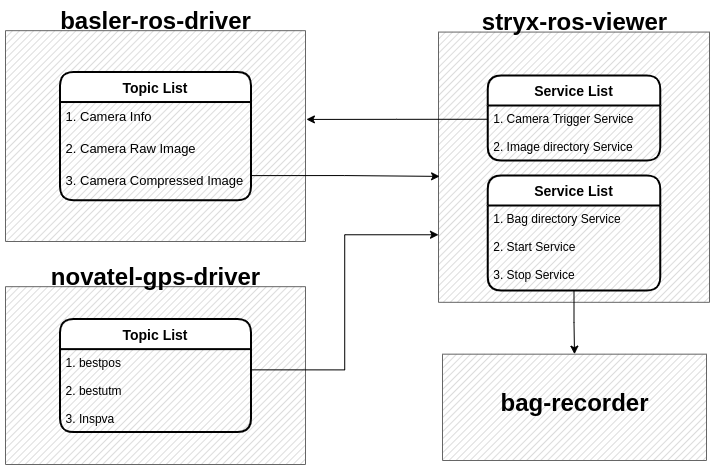 basler-ros-driver
Topic List
1. Camera Info
2. Camera Raw Image
3. Camera Compressed Image
stryx-ros-viewer
Service List
1. Camera Trigger Service
2. Image directory Service
Service List
1. Bag directory Service
2. Start Service
3. Stop Service
novatel-gps-driver
Topic List
1. bestpos
2. bestutm
3. Inspva
bag-recorder